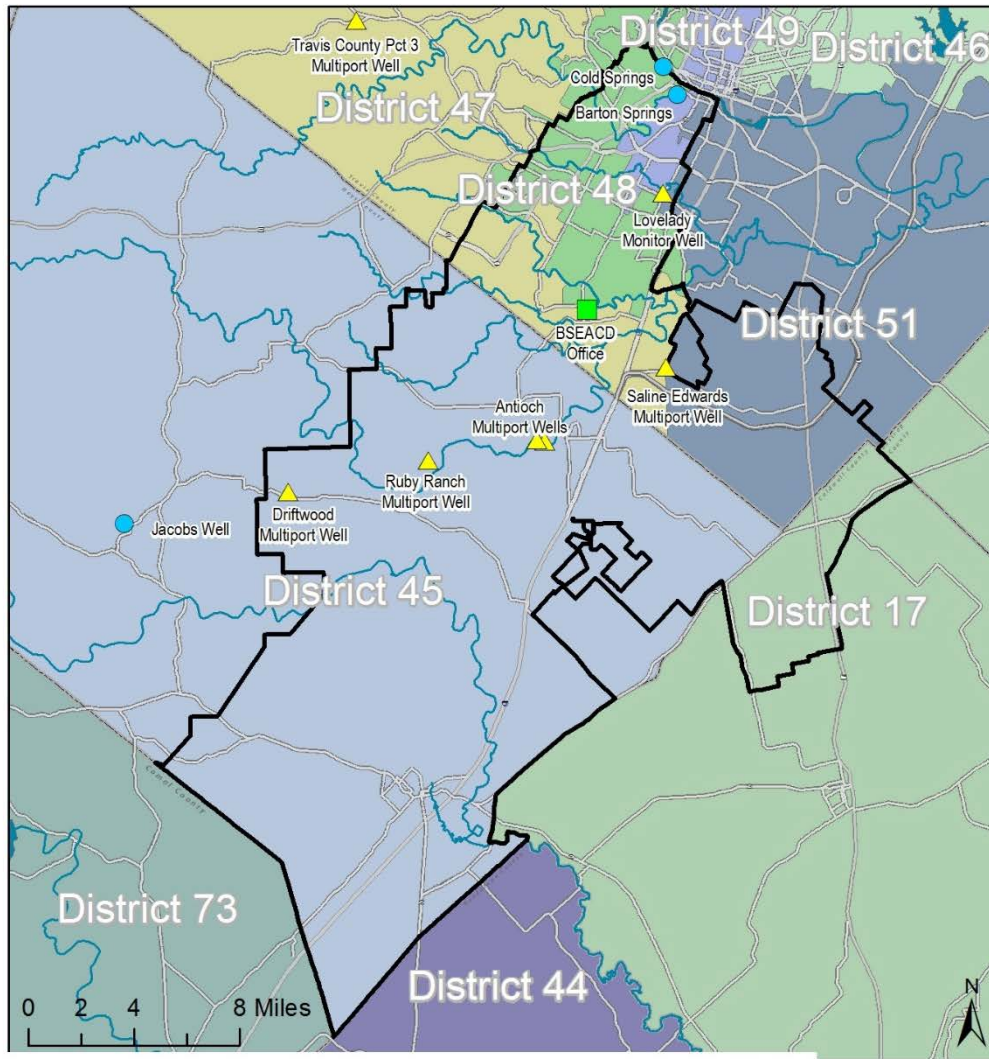 Travis County Pct 3
Multiport Well
District 49
District 46
Cold Springs
Barton Springs
District 47
District 48
Lovelady
Monitor Well
BSEACD
Office
District 51
Saline Edwards
Multiport Well
Antioch
Multiport Wells
Ruby Ranch
Multiport Well
Driftwood
Multiport Well
Jacobs Well
District 45
District 17
Comal County
District 73
District 44
0 2 4 8 Miles
N